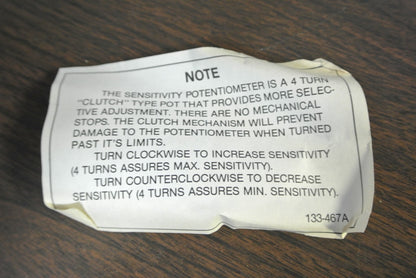 NOTE
THE SENSITIVITY POTENTIOMETER IS A 4 TURN
"CLUTCH" TYPE POT THAT PROVIDES MORE SELEC-
TIVE ADJUSTMENT. THERE ARE NO MECHANICAL
STOPS. THE CLUTCH MECHANISM WILL PREVENT
DAMAGE TO THE POTENTIOMETER WHEN TURNED
PAST IT'S LIMITS.
TURN CLOCKWISE TO INCREASE SENSITIVITY
(4 TURNS ASSURES MAX. SENSITIVITY).
TURN COUNTERCLOCKWISE TO DECREASE
SENSITIVITY (4 TURNS ASSURES MIN. SENSITIVITY).
133-467A